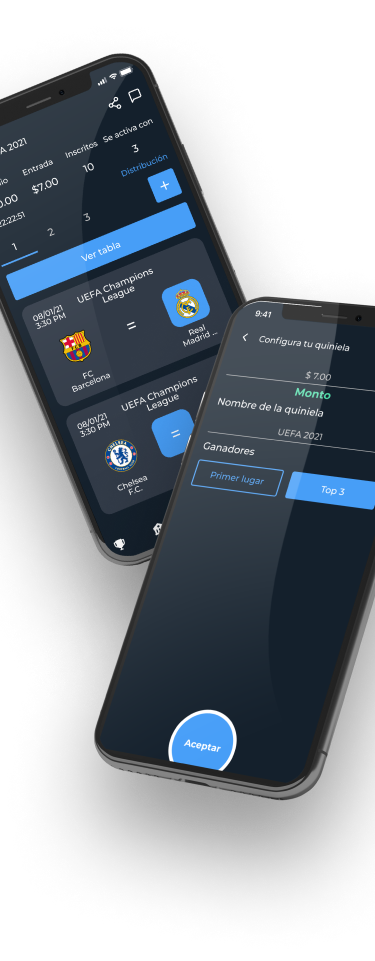 2021
Entrada
Inscritos
Se activa con
$7.00
10
3
22:22:51
Distribución
1
2
3
+
Ver tabla
08/01/21
3:30 PM
UEFA Champions
League
FC
Barcelona
=
Real
Madrid ...
08/01/21
3:30 PM
UEFA Champions
League
Chelsea
F.C.
=
9:41
Configura tu quiniela
$ 7.00
Monto
Nombre de la quiniela
UEFA 2021
Ganadores
Primer lugar
Top 3
Aceptar